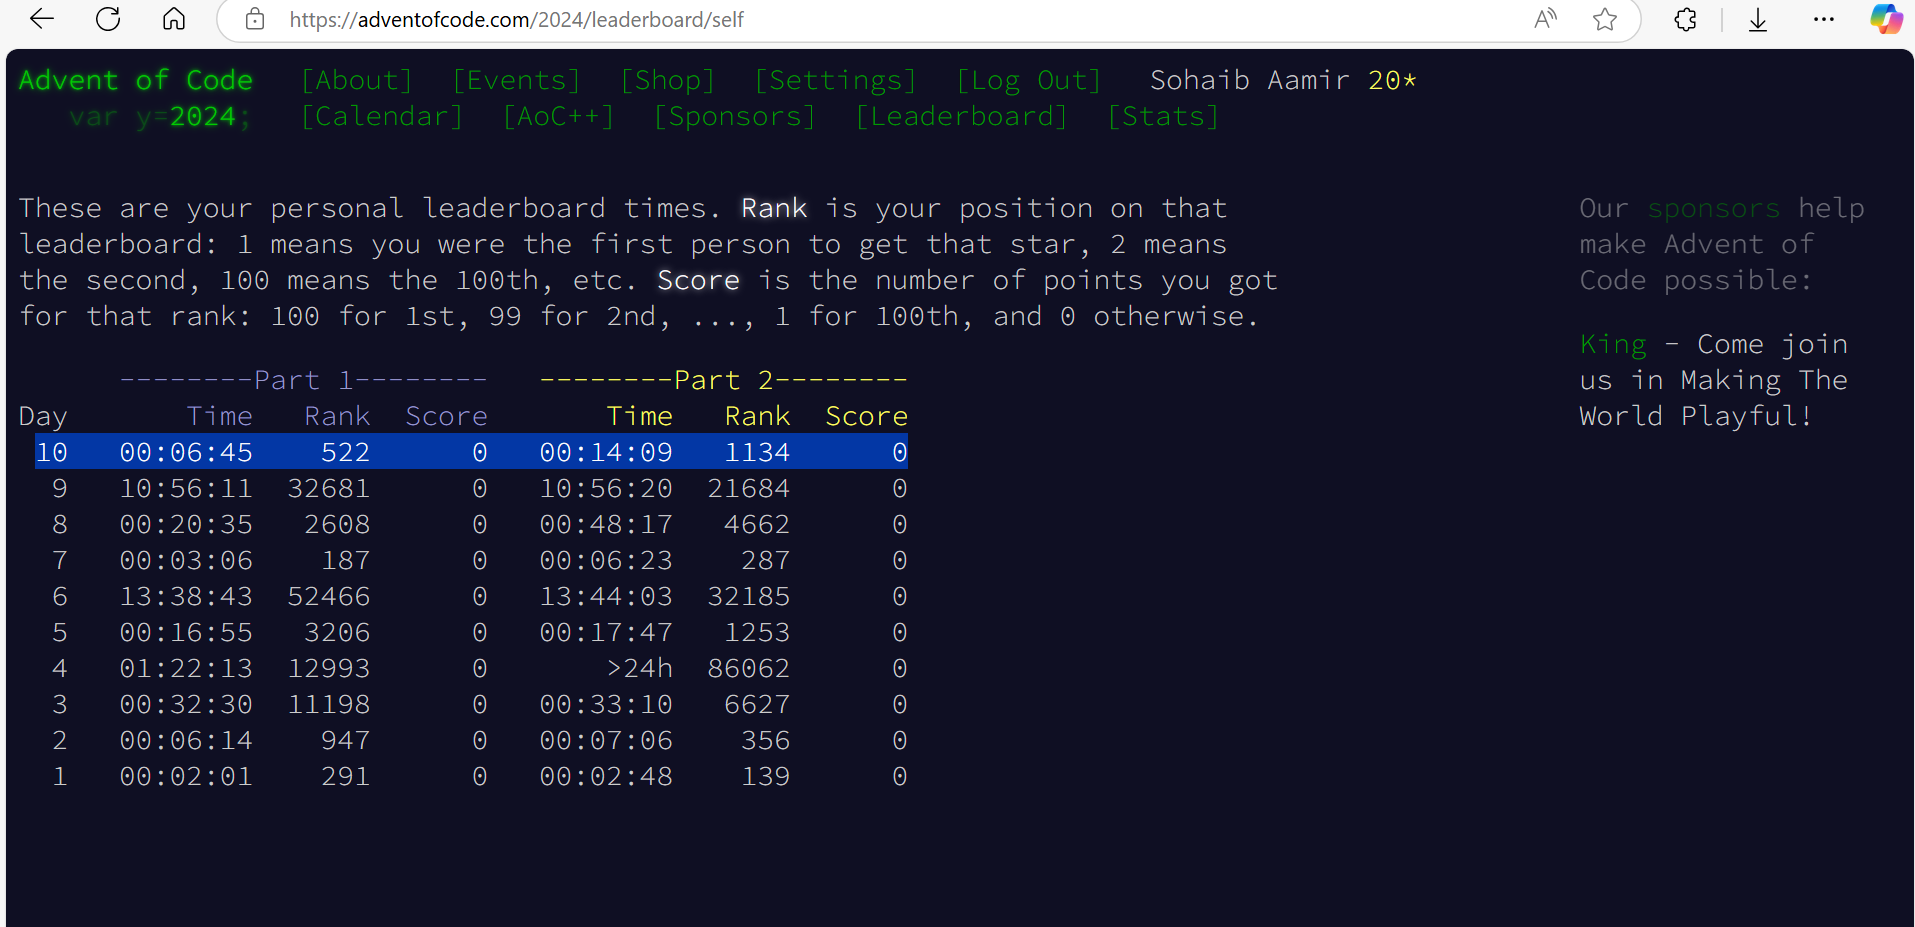 https://adventofcode.com/2024/leaderboard/self
Advent of Code [About] [Events] [Shop] [Settings] [Log Out] Sohaib Aamir 20*
var y=2024; [Calendar] [AoC++] [Sponsors] [Leaderboard] [Stats]
These are your personal leaderboard times. Rank is your position on that
leaderboard: 1 means you were the first person to get that star, 2 means
the second, 100 means the 100th, etc. Score is the number of points you got
for that rank: 100 for 1st, 99 for 2nd, ..., 1 for 100th, and 0 otherwise.
--------Part 1-------- --------Part 2--------
Day Time Rank Score Time Rank Score
10 00:06:45 522 0 00:14:09 1134 0
9 10:56:11 32681 0 10:56:20 21684 0
8 00:20:35 2608 0 00:48:17 4662 0
7 00:03:06 187 0 00:06:23 287 0
6 13:38:43 52466 0 13:44:03 32185 0
5 00:16:55 3206 0 00:17:47 1253 0
4 01:22:13 12993 0 >24h 86062 0
3 00:32:30 11198 0 00:33:10 6627 0
2 00:06:14 947 0 00:07:06 356 0
1 00:02:01 291 0 00:02:48 139 0
Our sponsors help
make Advent of
Code possible:
King - Come join
us in Making The
World Playful!